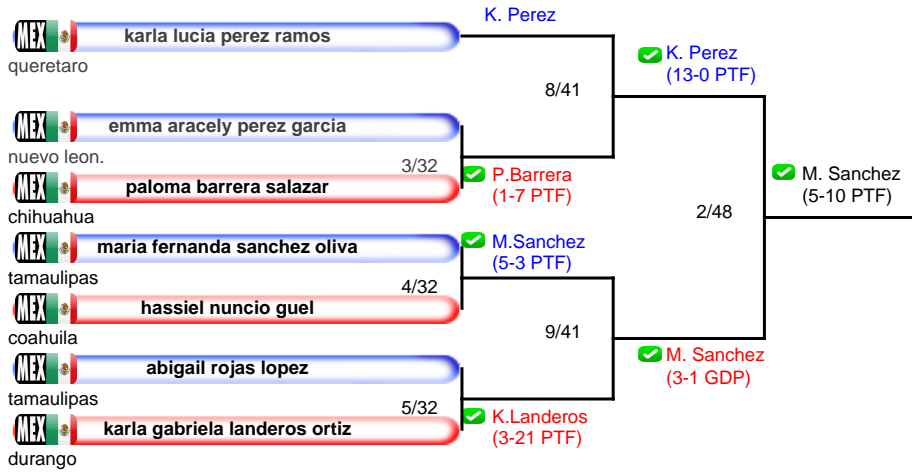 K. Perez
MEX karla lucia perez ramos
queretaro
K. Perez
(13-0 PTF)
8/41
MEX emma aracely perez garcia
nuevo leon.
3/32
P.Barrera
(1-7 PTF)
MEX paloma barrera salazar
chihuahua
M. Sanchez
(5-10 PTF)
2/48
MEX maria fernanda sanchez oliva
tamaulipas
M.Sanchez
(5-3 PTF)
4/32
MEX hassiel nuncio guel
coahuila
9/41
MEX abigail rojas lopez
tamaulipas
M. Sanchez
(3-1 GDP)
5/32
K.Landeros
(3-21 PTF)
MEX karla gabriela landeros ortiz
durango